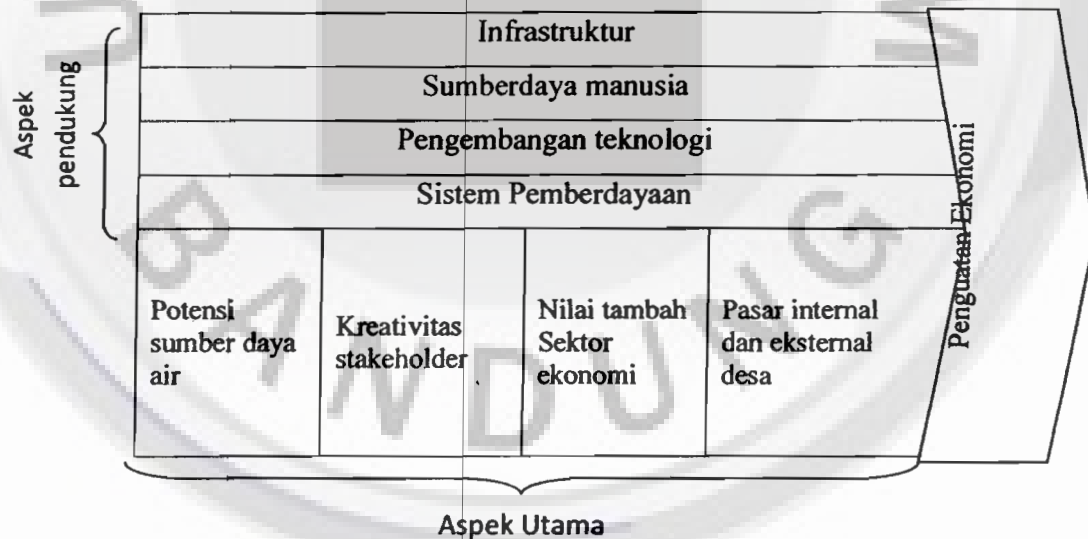 Aspek
pendukung
Infrastruktur
Sumberdaya manusia
Pengembangan teknologi
Sistem Pemberdayaan
Potensi
sumber daya
air
Kreativitas
stakeholder
Nilai tambah
Sektor
ekonomi
Pasar internal
dan eksternal
desa
Penguatan Ekonomi
Aspek Utama
BANDUNG